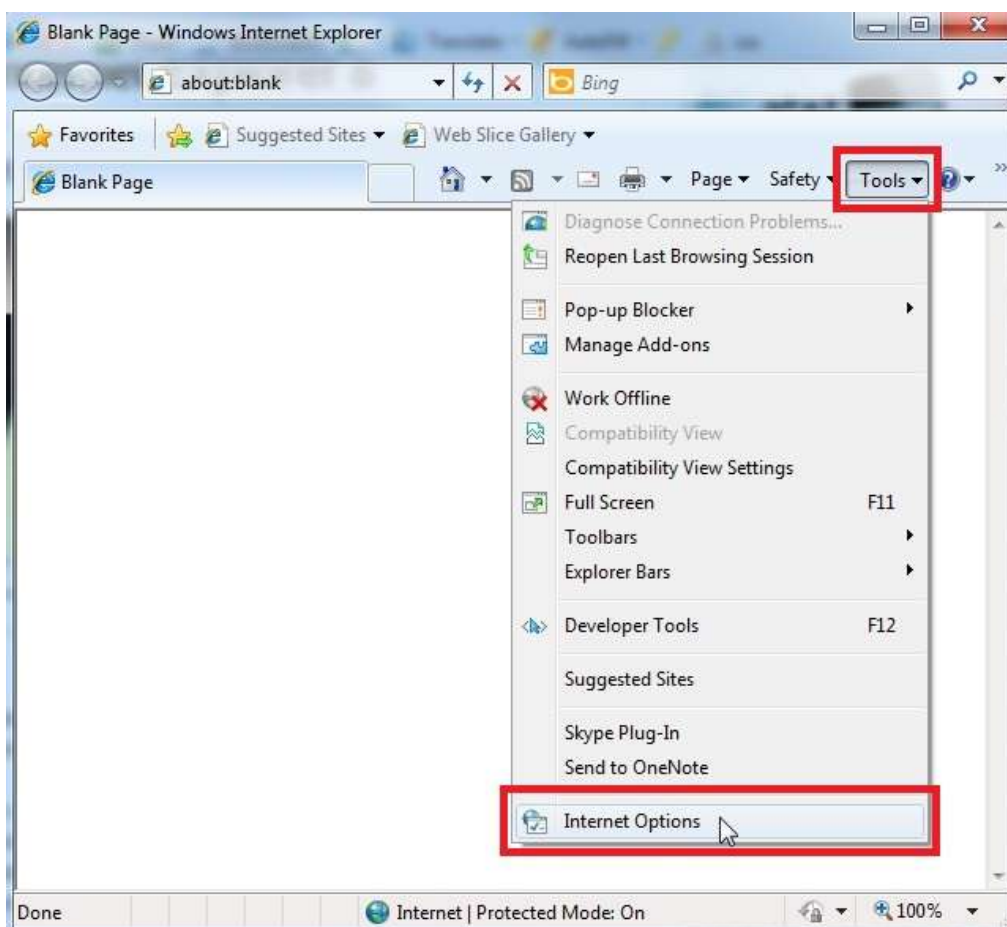 Blank Page - Windows Internet Explorer
about:blank
Bing
Favorites Suggested Sites Web Slice Gallery
Blank Page Page Safety Tools
Diagnose Connection Problems...
Reopen Last Browsing Session
Pop-up Blocker
Manage Add-ons
Work Offline
Compatibility View
Compatibility View Settings
Full Screen F11
Toolbars
Explorer Bars
Developer Tools F12
Suggested Sites
Skype Plug-In
Send to OneNote
Internet Options
Done Internet | Protected Mode: On 100%